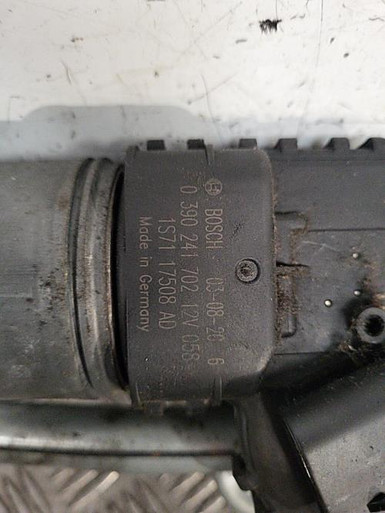 BOSCH 03-08-20 6
0 390 241 702 12V 058
1S71 17508 AD
Made in Germany